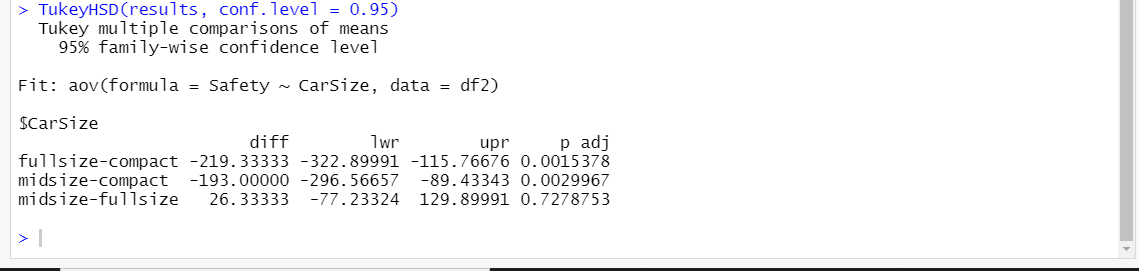 > TukeyHSD(results, conf.level = 0.95)
  Tukey multiple comparisons of means
    95% family-wise confidence level

Fit: aov(formula = Safety ~ CarSize, data = df2)

$CarSize
                      diff        lwr        upr     p adj
fullsize-compact -219.33333 -322.89991 -115.76676 0.0015378
midsize-compact  -193.00000 -296.56657  -89.43343 0.0029967
midsize-fullsize   26.33333  -77.23324  129.89991 0.7278753

>